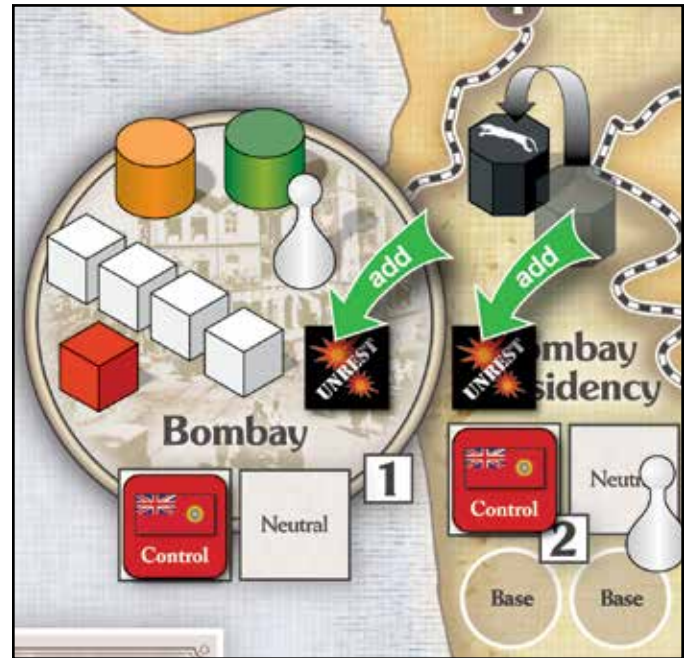 add
add
UNREST
UNREST
ombay
sidency
Bombay
1
Control
Neutral
Control
Neutr
2
Base
Base